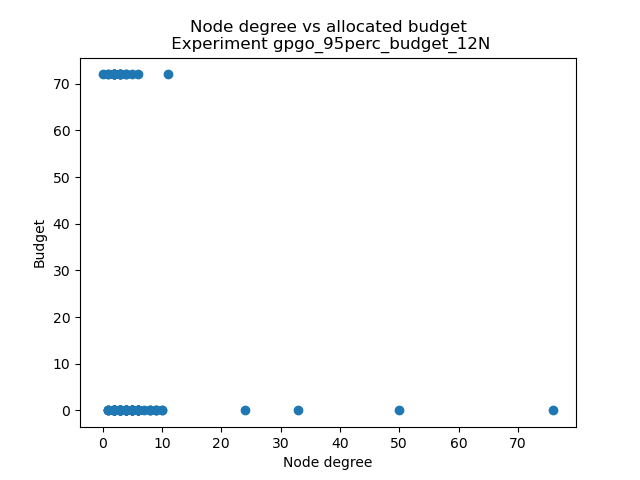 Node degree vs allocated budget
Experiment gpgo_95perc_budget_12N
70
60
50
40
30
20
10
0
Budget
0 10 20 30 40 50 60 70
Node degree